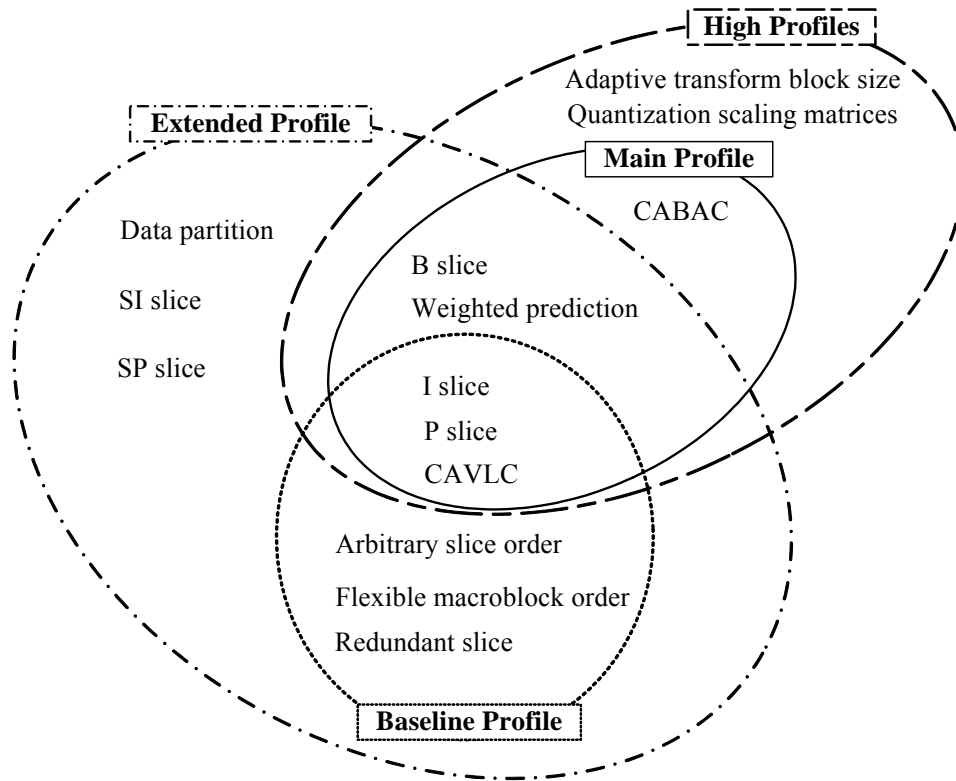 High Profiles
Adaptive transform block size
Quantization scaling matrices
Extended Profile
Main Profile
CABAC
Data partition
B slice
SI slice
Weighted prediction
SP slice
I slice
P slice
CAVLC
Arbitrary slice order
Flexible macroblock order
Redundant slice
Baseline Profile